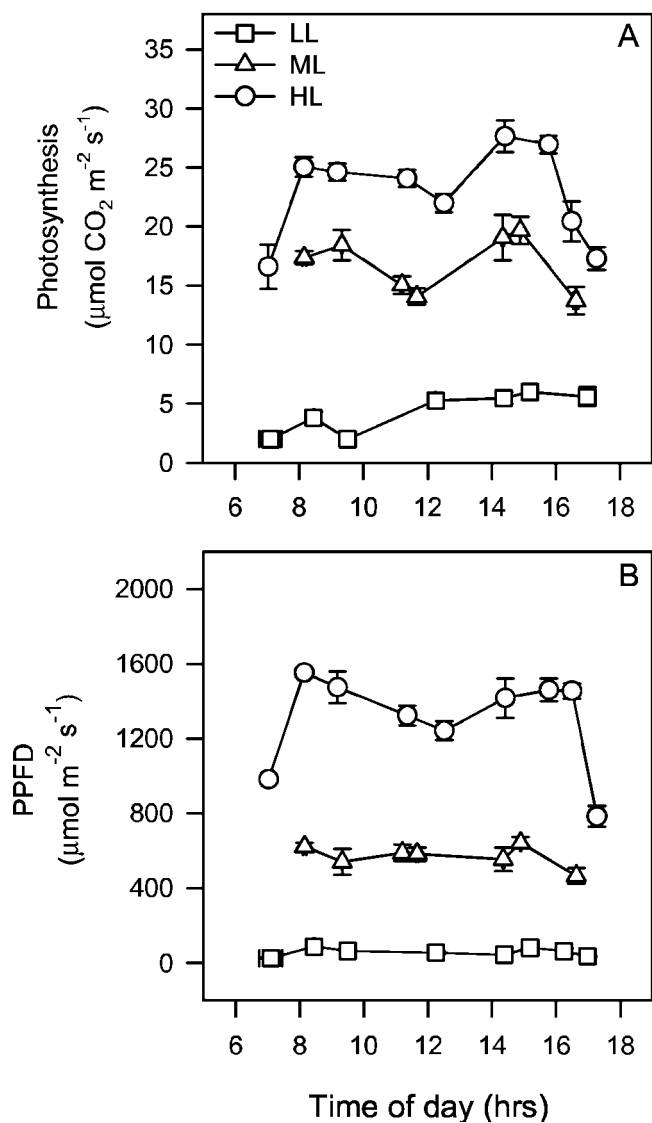 A
LL
ML
HL
35
30
25
20
15
10
5
0
Photosynthesis
(μmol CO2 m-2 s-1)
6 8 10 12 14 16 18
B
2000
1600
1200
800
400
0
PPFD
(μmol m-2 s-1)
6 8 10 12 14 16 18
Time of day (hrs)